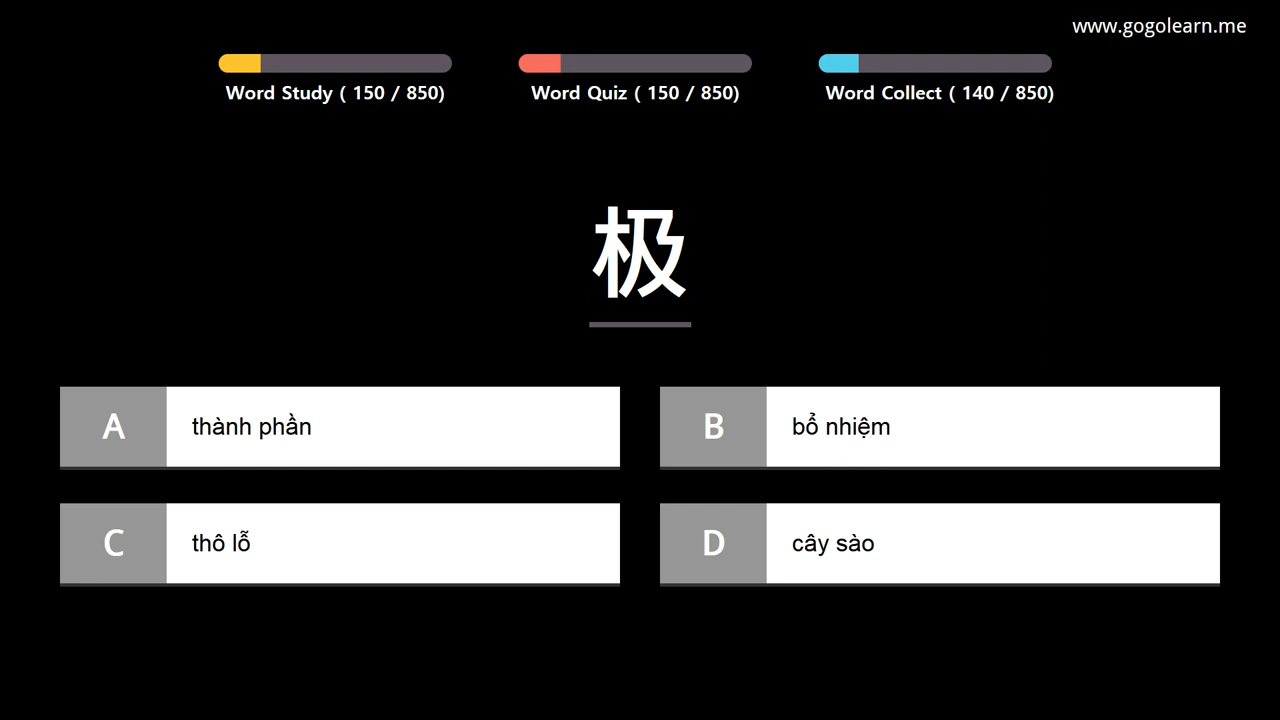 www.gogolearn.me
Word Study ( 150 / 850)
Word Quiz ( 150 / 850)
Word Collect ( 140 / 850)
极
A thành phần
B bổ nhiệm
C thô lỗ
D cây sào